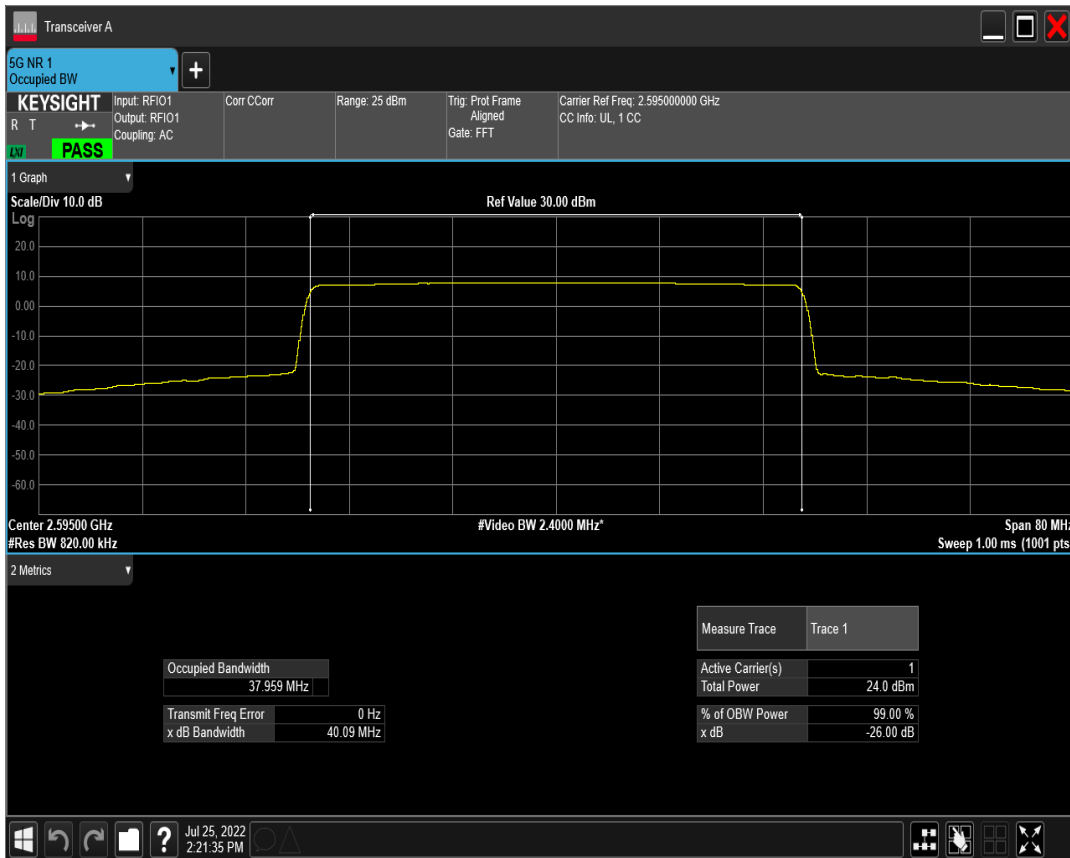 Transceiver A
5G NR 1
Occupied BW
+
KEYSIGHT
R T
LXI
PASS
Input: RFIO1
Output: RFIO1
Coupling: AC
Corr CCorr
Range: 25 dBm
Trig: Prot Frame
Aligned
Gate: FFT
Carrier Ref Freq: 2.595000000 GHz
CC Info: UL, 1 CC
1 Graph
Scale/Div 10.0 dB
Ref Value 30.00 dBm
Log
20.0
10.0
0.00
-10.0
-20.0
-30.0
-40.0
-50.0
-60.0
Center 2.59500 GHz
#Video BW 2.4000 MHz*
Span 80 MHz
#Res BW 820.00 kHz
Sweep 1.00 ms (1001 pts
2 Metrics
Measure Trace Trace 1
Occupied Bandwidth
37.959 MHz
Active Carrier(s) 1
Total Power 24.0 dBm
Transmit Freq Error 0 Hz
x dB Bandwidth 40.09 MHz
% of OBW Power 99.00 %
x dB -26.00 dB
?
Jul 25, 2022
2:21:35 PM